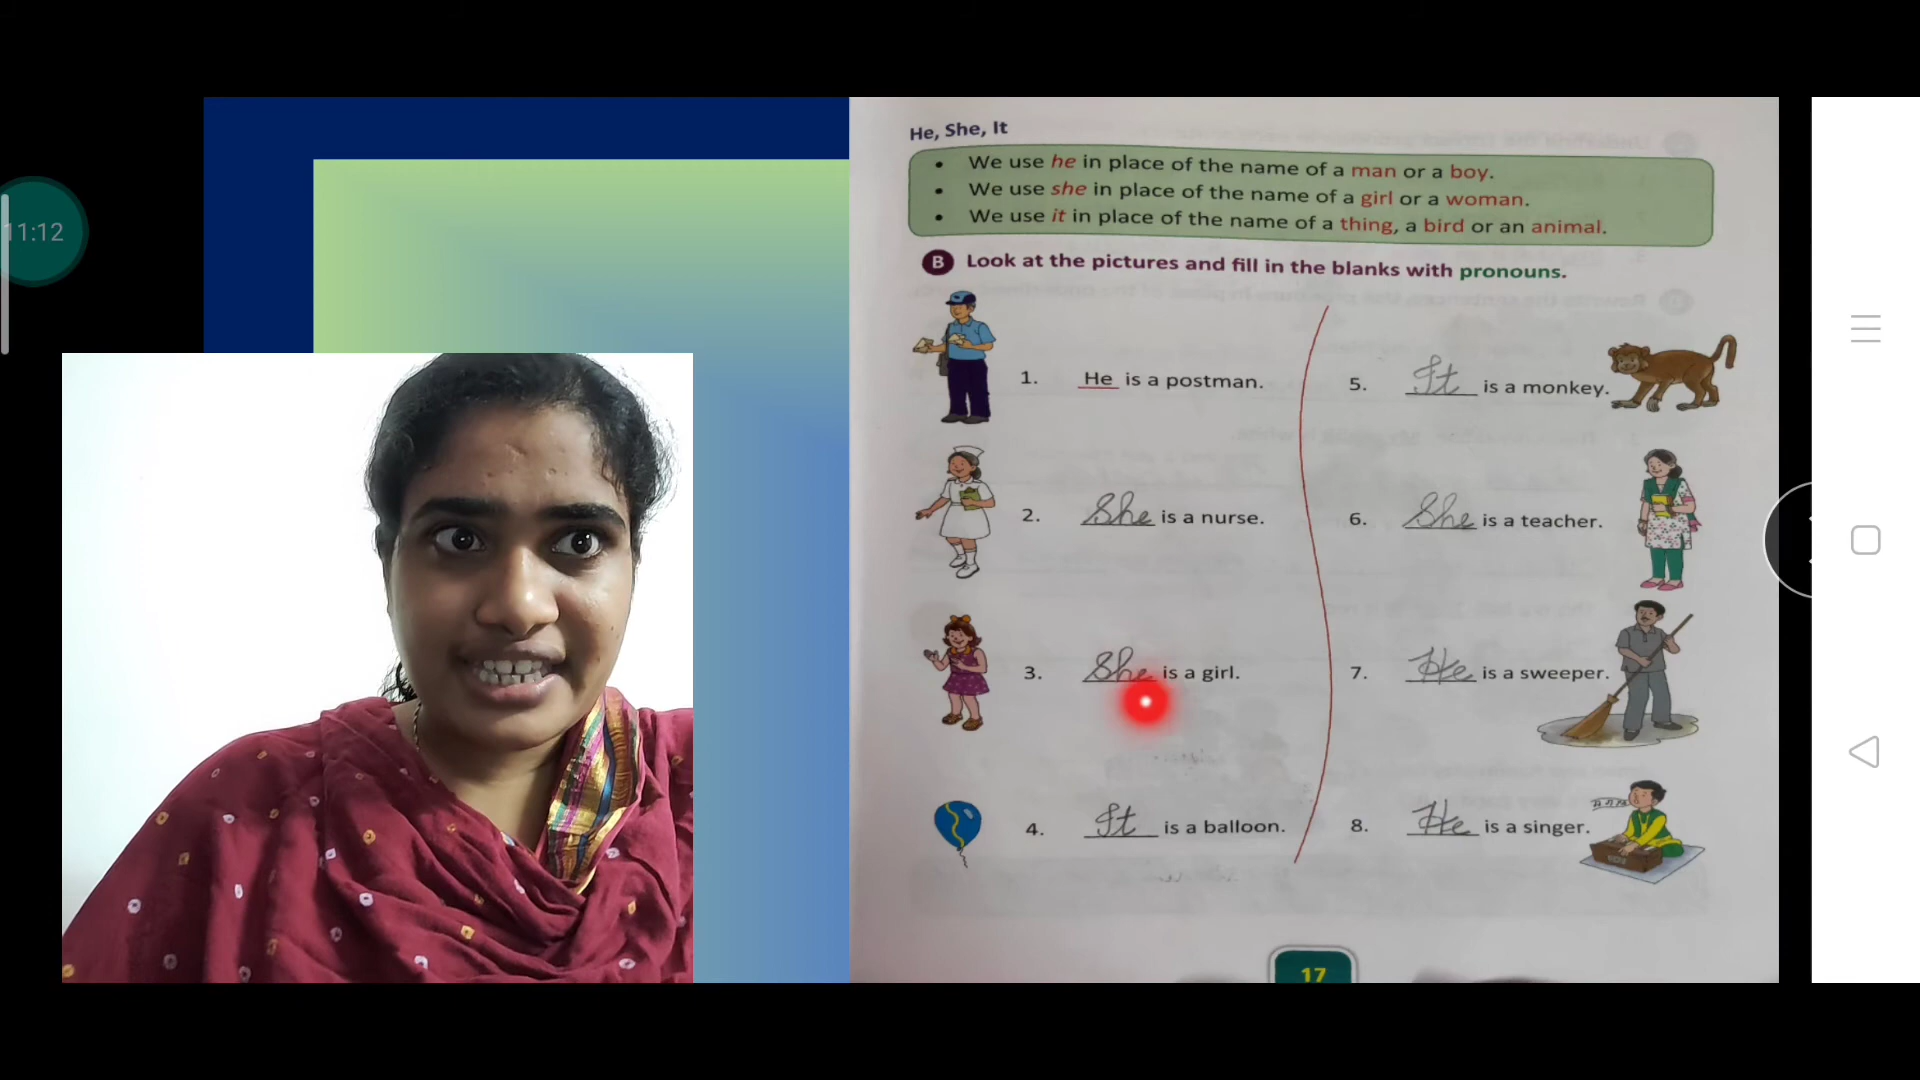 11:12
He, She, It
• We use he in place of the name of a man or a boy.
• We use she in place of the name of a girl or a woman.
• We use it in place of the name of a thing, a bird or an animal.
B Look at the pictures and fill in the blanks with pronouns.
1. He is a postman.
2. She is a nurse.
3. She is a girl.
4. It is a balloon.
5. It is a monkey.
6. She is a teacher.
7. He is a sweeper.
8. He is a singer.
17